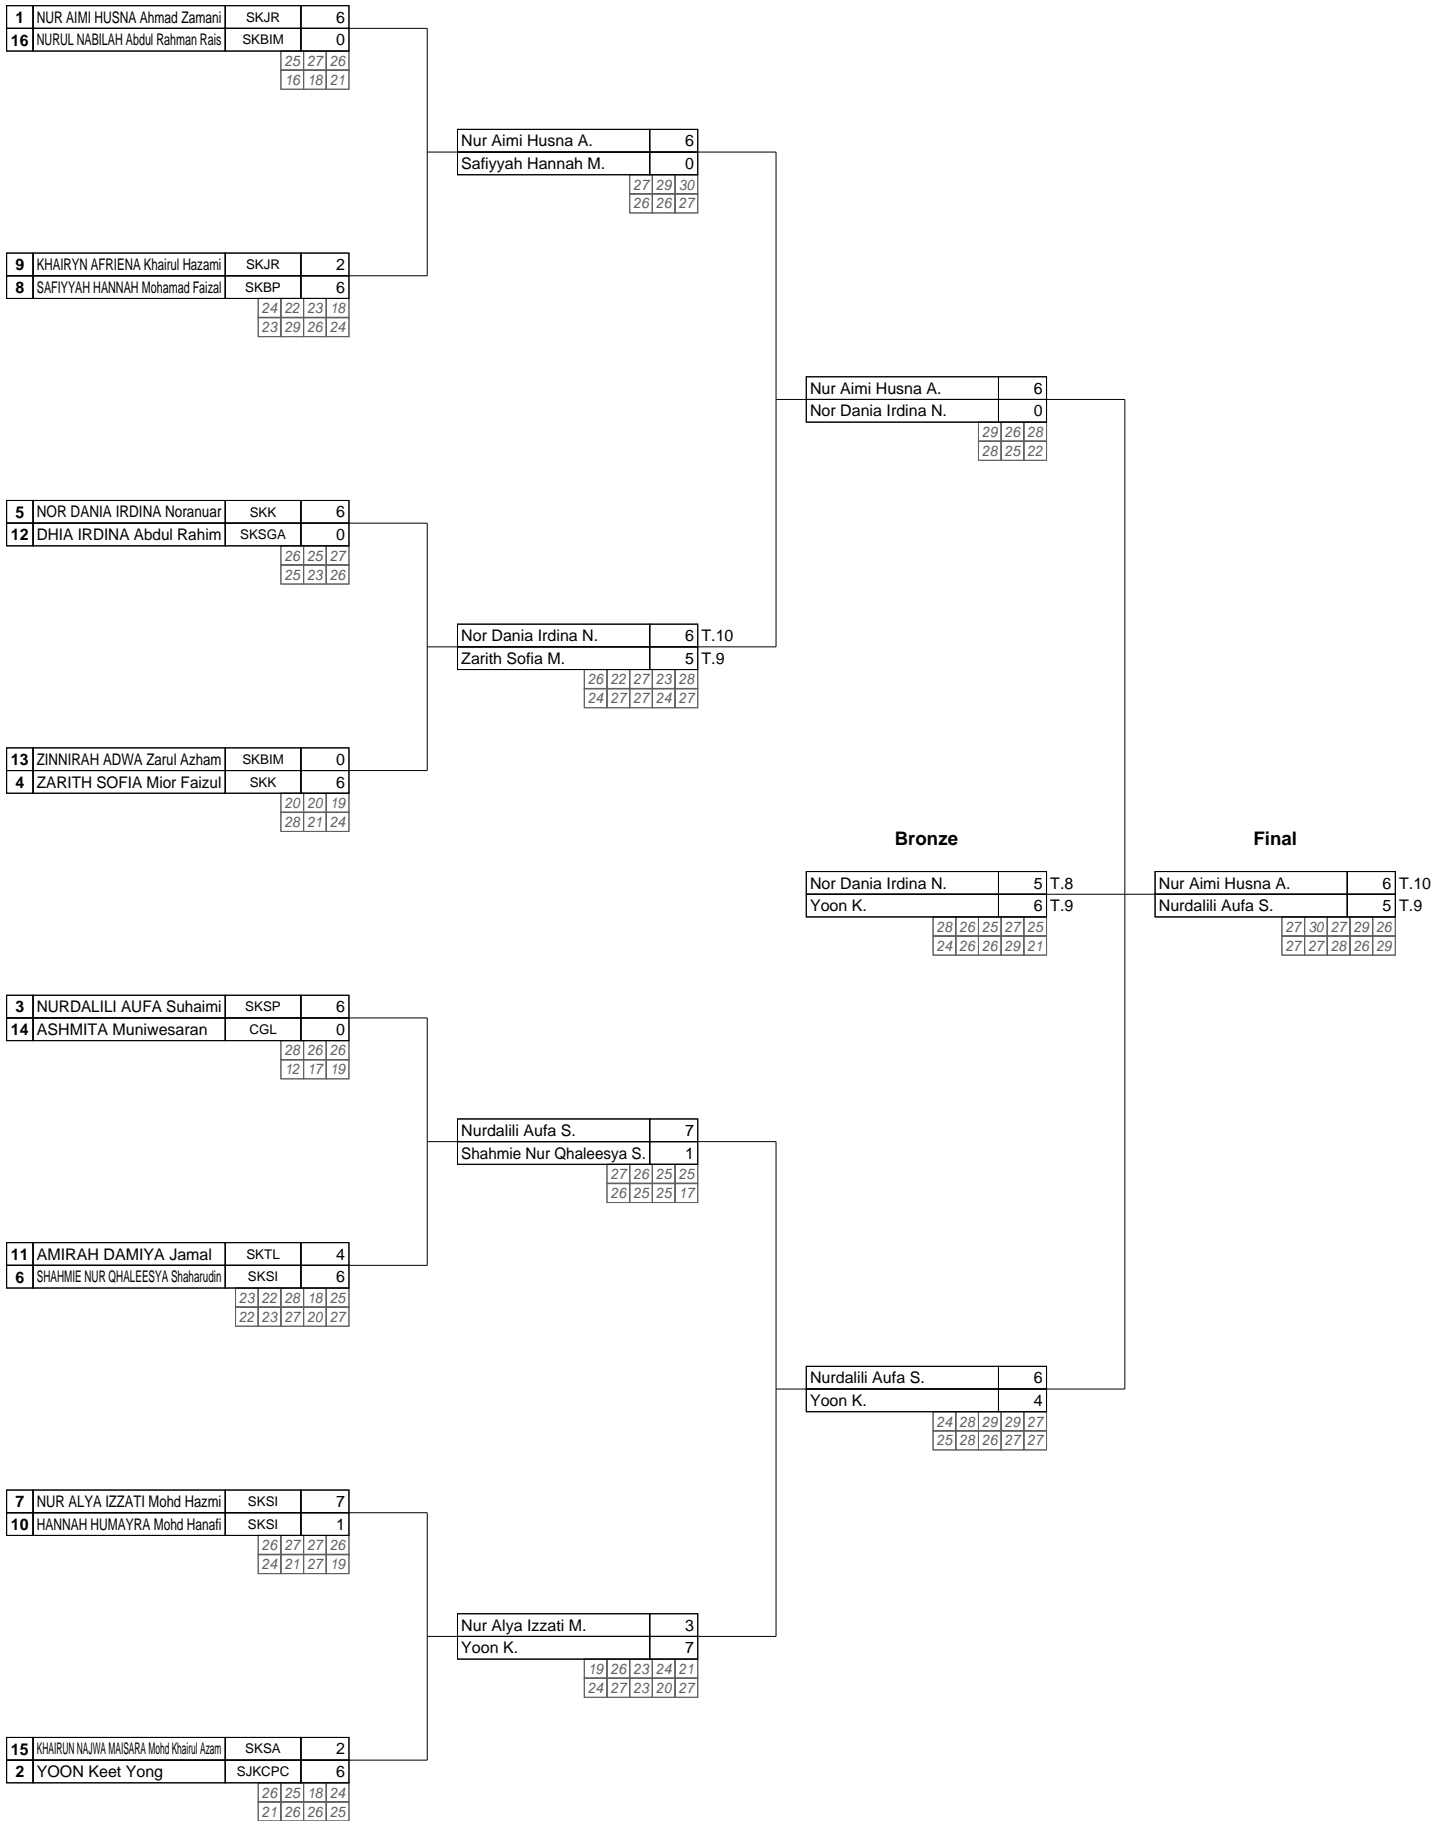 1 NUR AIMI HUSNA Ahmad Zamani SKJR 6
16 NURUL NABILAH Abdul Rahman Rais SKBIM 0
25 27 26
16 18 21
Nur Aimi Husna A. 6
Safiyyah Hannah M. 0
27 29 30
26 26 27
9 KHAIRYN AFRIENA Khairul Hazami SKJR 2
8 SAFIYYAH HANNAH Mohamad Faizal SKBP 6
24 22 23 18
23 29 26 24
Nur Aimi Husna A. 6
Nor Dania Irdina N. 0
29 26 28
28 25 22
5 NOR DANIA IRDINA Noranuar SKK 6
12 DHIA IRDINA Abdul Rahim SKSGA 0
26 25 27
25 23 26
Nor Dania Irdina N. 6 T.10
Zarith Sofia M. 5 T.9
26 22 27 23 28
24 27 27 24 27
13 ZINNIRAH ADWA Zarul Azham SKBIM 0
4 ZARITH SOFIA Mior Faizul SKK 6
20 20 19
28 21 24
Bronze Final
Nor Dania Irdina N. 5 T.8 Nur Aimi Husna A. 6 T.10
Yoon K. 6 T.9 Nurdalili Aufa S. 5 T.9
28 26 25 27 25 27 30 27 29 26
24 26 26 29 21 27 27 28 26 29
3 NURDALILI AUFA Suhaimi SKSP 6
14 ASHMITA Muniwesaran CGL 0
28 26 26
12 17 19
Nurdalili Aufa S. 7
Shahmie Nur Qhaleesya S. 1
27 26 25 25
26 25 25 17
11 AMIRAH DAMIYA Jamal SKTL 4
6 SHAHMIE NUR QHALEESYA Shaharudin SKSI 6
23 22 28 18 25
22 23 27 20 27
Nurdalili Aufa S. 6
Yoon K. 4
24 28 29 29 27
25 28 26 27 27
7 NUR ALYA IZZATI Mohd Hazmi SKSI 7
10 HANNAH HUMAYRA Mohd Hanafi SKSI 1
26 27 27 26
24 21 27 19
Nur Alya Izzati M. 3
Yoon K. 7
19 26 23 24 21
24 27 23 20 27
15 KHAIRUN NAJWA MAISARA Mohd Khairul Azam SKSA 2
2 YOON Keet Yong SJKCPC 6
26 25 18 24
21 26 26 25